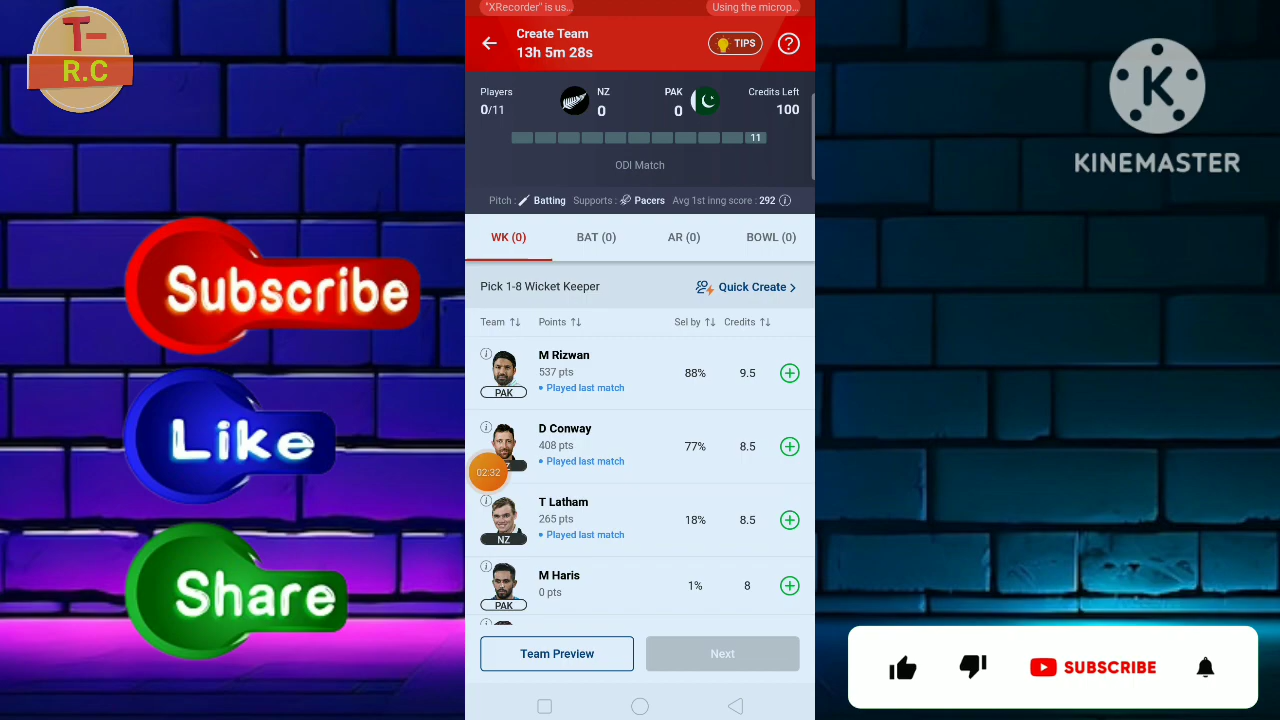 T-
R.C
Subscribe
Like
Share
"XRecorder" is us...
Using the microp...
Create Team
13h 5m 28s
TIPS
?
Players
0/11
NZ
0
PAK
0
Credits Left
100
11
ODI Match
Pitch : Batting Supports : Pacers Avg 1st inng score : 292
WK (0) BAT (0) AR (0) BOWL (0)
Pick 1-8 Wicket Keeper
Quick Create
Team Points Sel by Credits
M Rizwan
537 pts
Played last match
PAK
88% 9.5
D Conway
408 pts
Played last match
02:32
77% 8.5
T Latham
265 pts
Played last match
NZ
18% 8.5
M Haris
0 pts
PAK
1% 8
Team Preview
Next
K
KINEMASTER
SUBSCRIBE